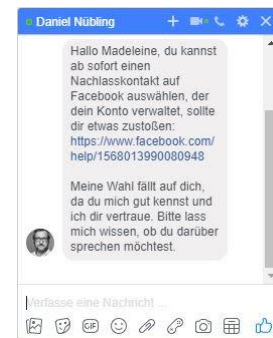 Daniel Nübling
Hallo Madeleine, du kannst
ab sofort einen
Nachlasskontakt auf
Facebook auswählen, der
dein Konto verwaltet, sollte
dir etwas zustoßen:
https://www.facebook.com/
help/1568013990080948
Meine Wahl fällt auf dich,
da du mich gut kennst und
ich dir vertraue. Bitte lass
mich wissen, ob du darüber
sprechen möchtest.
Verfasse eine Nachricht ...
GIF